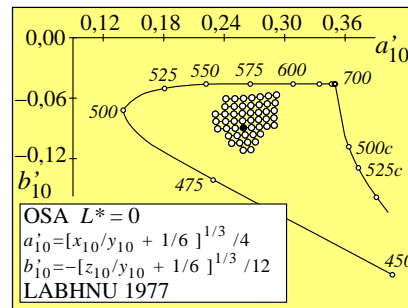 0,12 0,18 0,24 0,30 0,36
a'10
0,00
−0,06
−0,12
b'10
500 525 550 575 600 700
500c
525c
475
450
OSA L* = 0
a'10=[x10/y10 + 1/6 ]1/3 /4
b'10=−[z10/y10 + 1/6 ]1/3 /12
LABHNU 1977